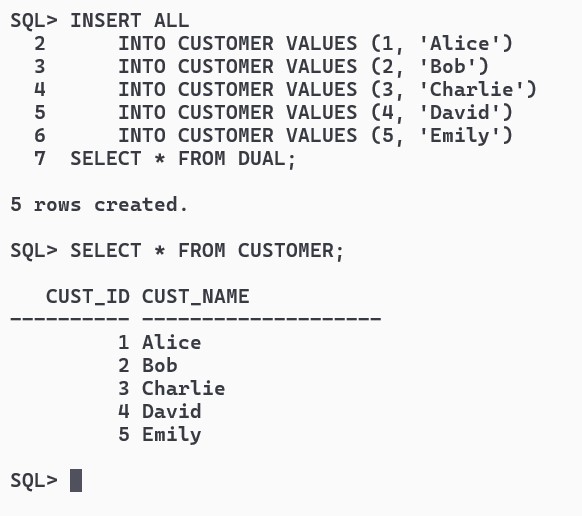 SQL> INSERT ALL
  2      INTO CUSTOMER VALUES (1, 'Alice')
  3      INTO CUSTOMER VALUES (2, 'Bob')
  4      INTO CUSTOMER VALUES (3, 'Charlie')
  5      INTO CUSTOMER VALUES (4, 'David')
  6      INTO CUSTOMER VALUES (5, 'Emily')
  7  SELECT * FROM DUAL;

5 rows created.

SQL> SELECT * FROM CUSTOMER;

   CUST_ID CUST_NAME
---------- --------------------
         1 Alice
         2 Bob
         3 Charlie
         4 David
         5 Emily

SQL>